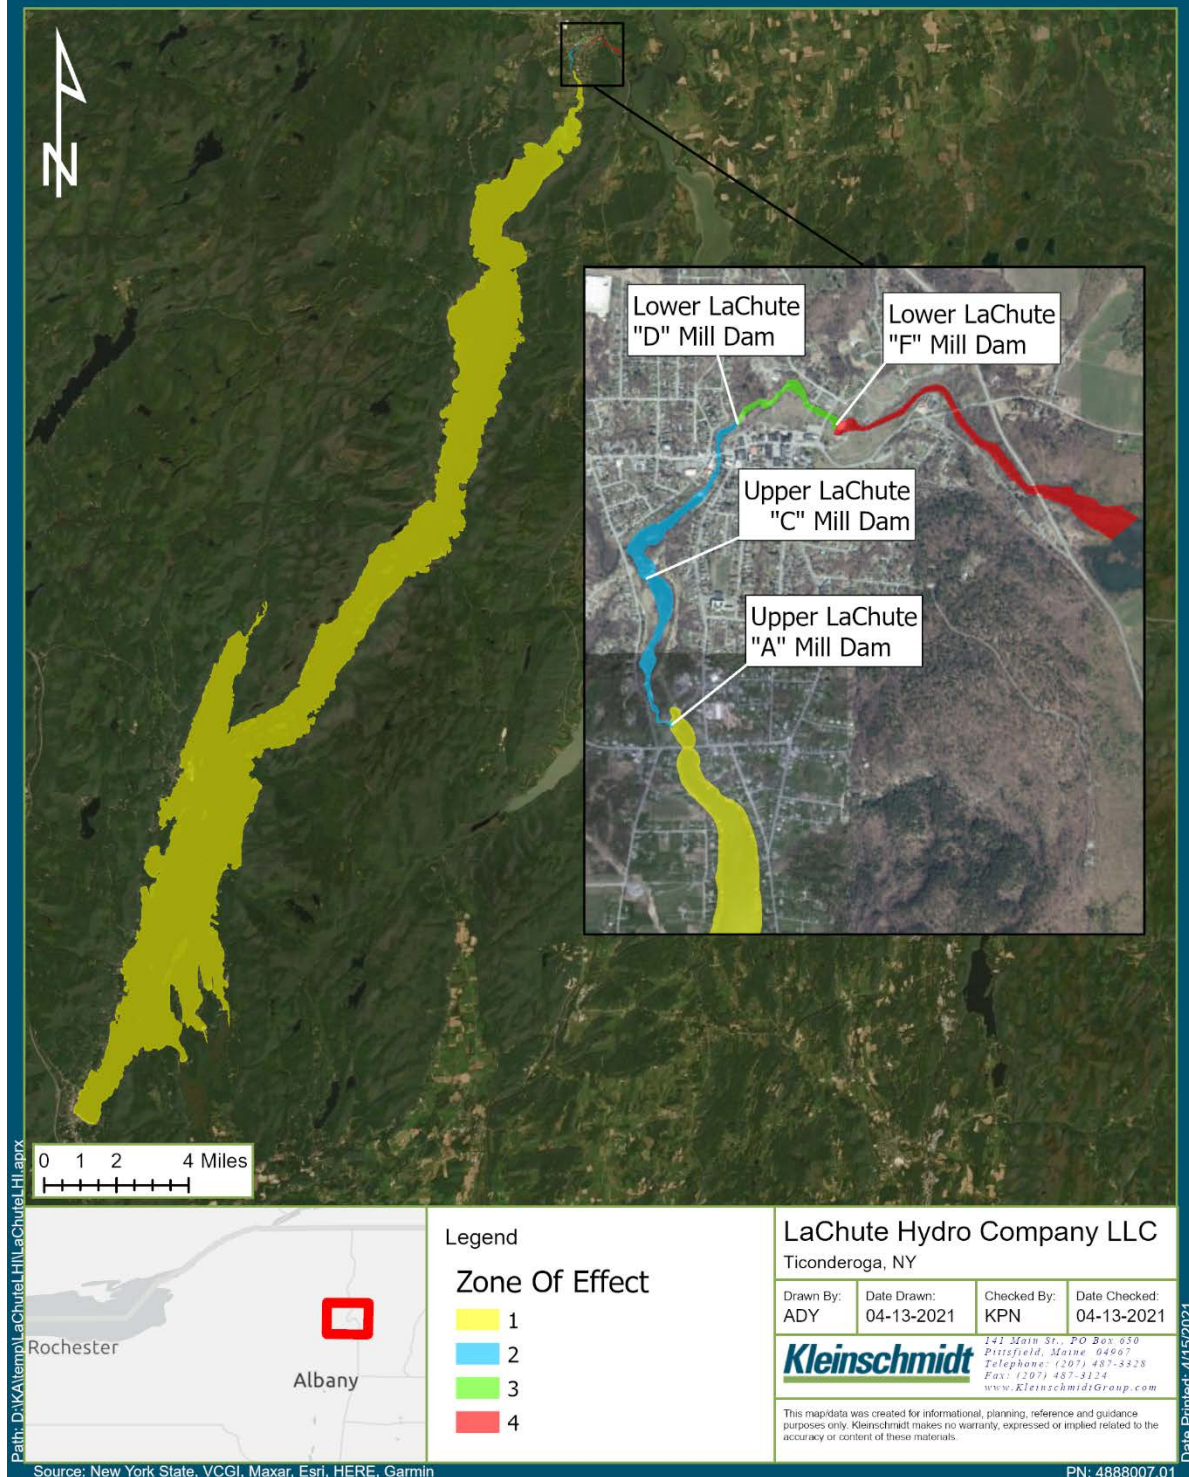 N
Lower LaChute
"D" Mill Dam
Lower LaChute
"F" Mill Dam
Upper LaChute
"C" Mill Dam
Upper LaChute
"A" Mill Dam
0 1 2 4 Miles
Path: D:\KA\temp\LaChuteLHI\LaChuteLHI.aprx
Rochester
Albany
Legend
Zone Of Effect
1
2
3
4
LaChute Hydro Company LLC
Ticonderoga, NY
Drawn By:
ADY
Date Drawn:
04-13-2021
Checked By:
KPN
Date Checked:
04-13-2021
Kleinschmidt
141 Main St., PO Box 650
Pittsfield, Maine 04967
Telephone: (207) 487-3328
Fax: (207) 487-3124
www.KleinschmidtGroup.com
This map/data was created for informational, planning, reference and guidance
purposes only. Kleinschmidt makes no warranty, expressed or implied related to the
accuracy or content of these materials.
Date Printed: 4/15/2021
Source: New York State, VCGI, Maxar, Esri, HERE, Garmin
PN: 4888007.01